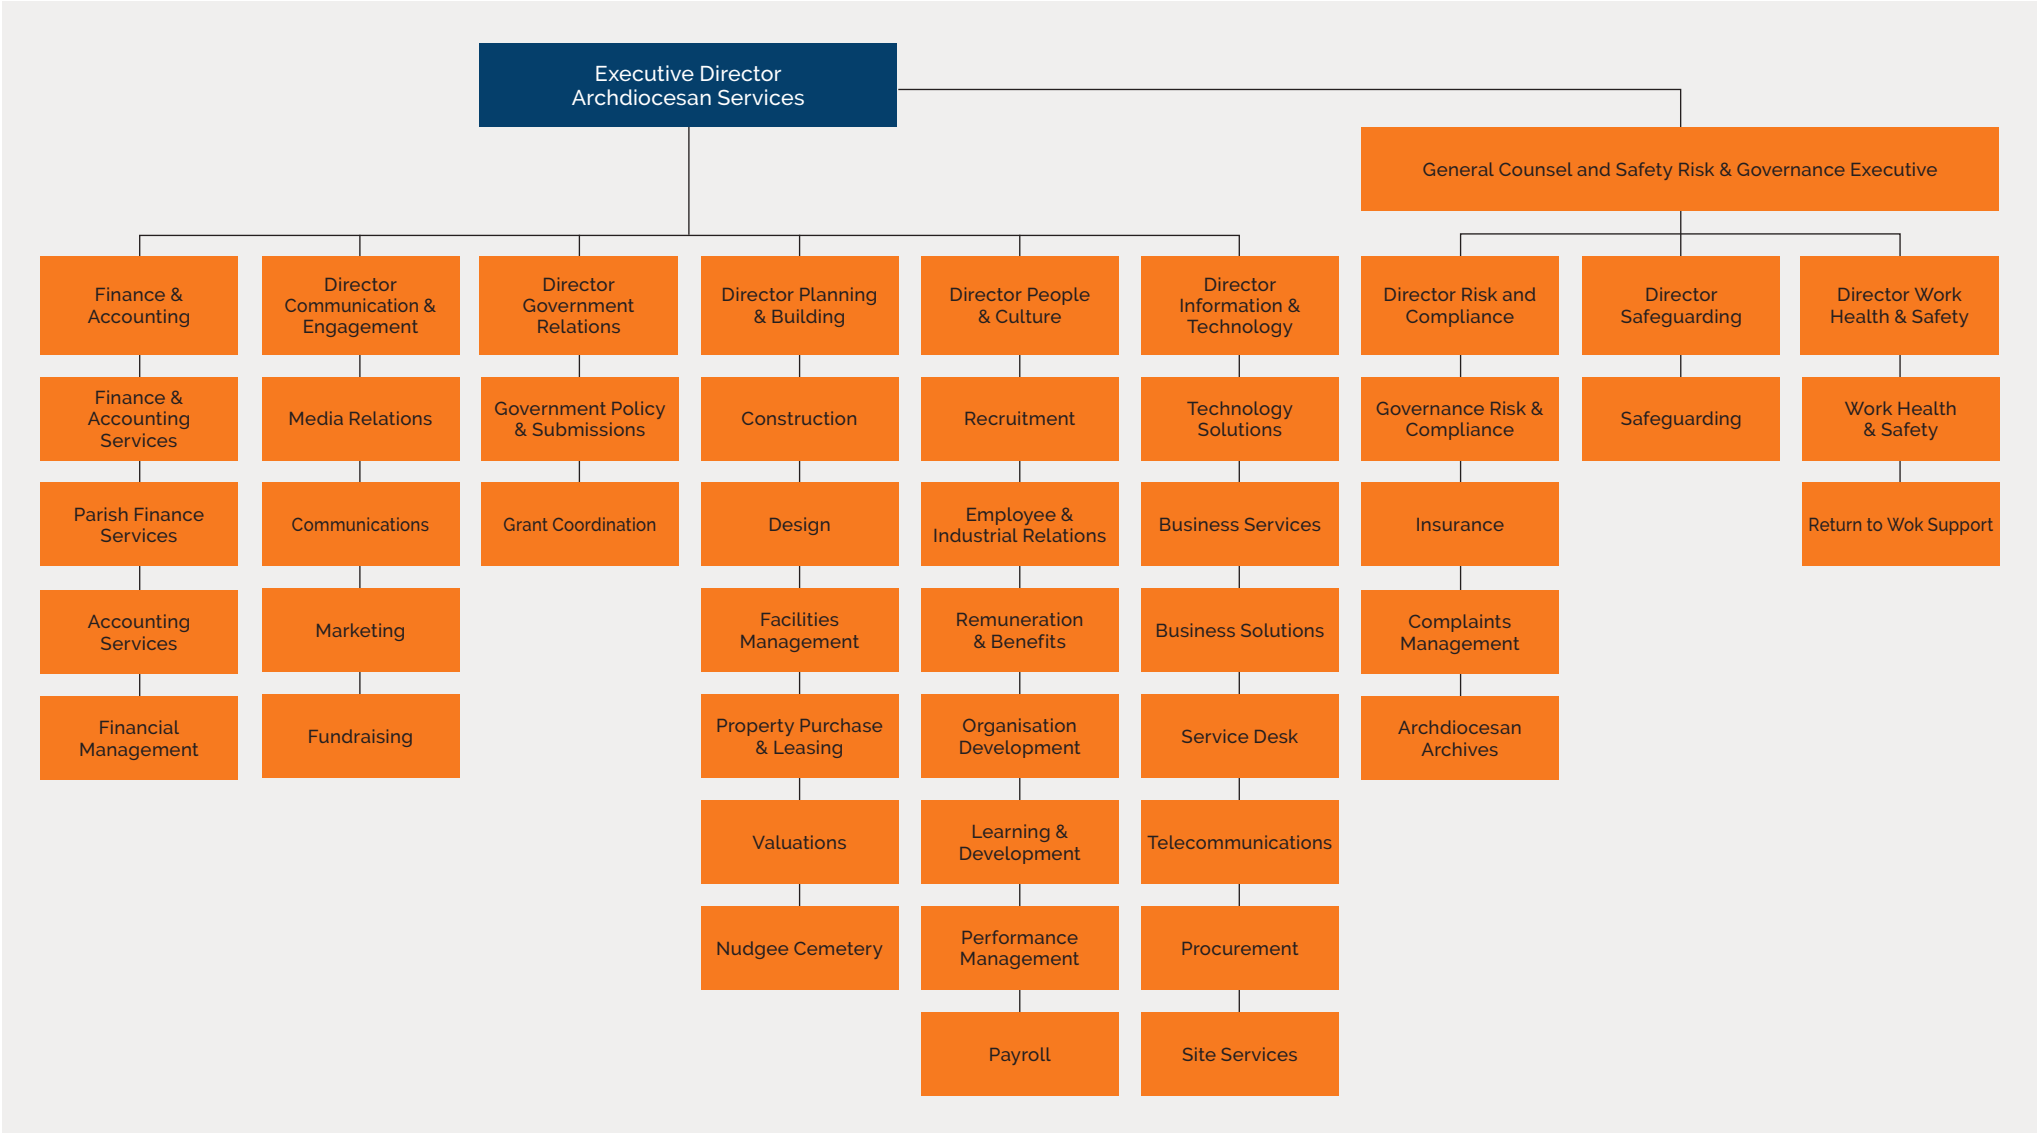 Executive Director
Archdiocesan Services
General Counsel and Safety Risk & Governance Executive
Finance &
Accounting
Director
Communication &
Engagement
Director
Government
Relations
Director Planning
& Building
Director People
& Culture
Director
Information &
Technology
Director Risk and
Compliance
Director
Safeguarding
Director Work
Health & Safety
Finance &
Accounting
Services
Media Relations
Government Policy
& Submissions
Construction
Recruitment
Technology
Solutions
Governance Risk &
Compliance
Safeguarding
Work Health
& Safety
Parish Finance
Services
Communications
Grant Coordination
Design
Employee &
Industrial Relations
Business Services
Insurance
Return to Wok Support
Accounting
Services
Marketing
Facilities
Management
Remuneration
& Benefits
Business Solutions
Complaints
Management
Financial
Management
Fundraising
Property Purchase
& Leasing
Organisation
Development
Service Desk
Archdiocesan
Archives
Valuations
Learning &
Development
Telecommunications
Nudgee Cemetery
Performance
Management
Procurement
Payroll
Site Services